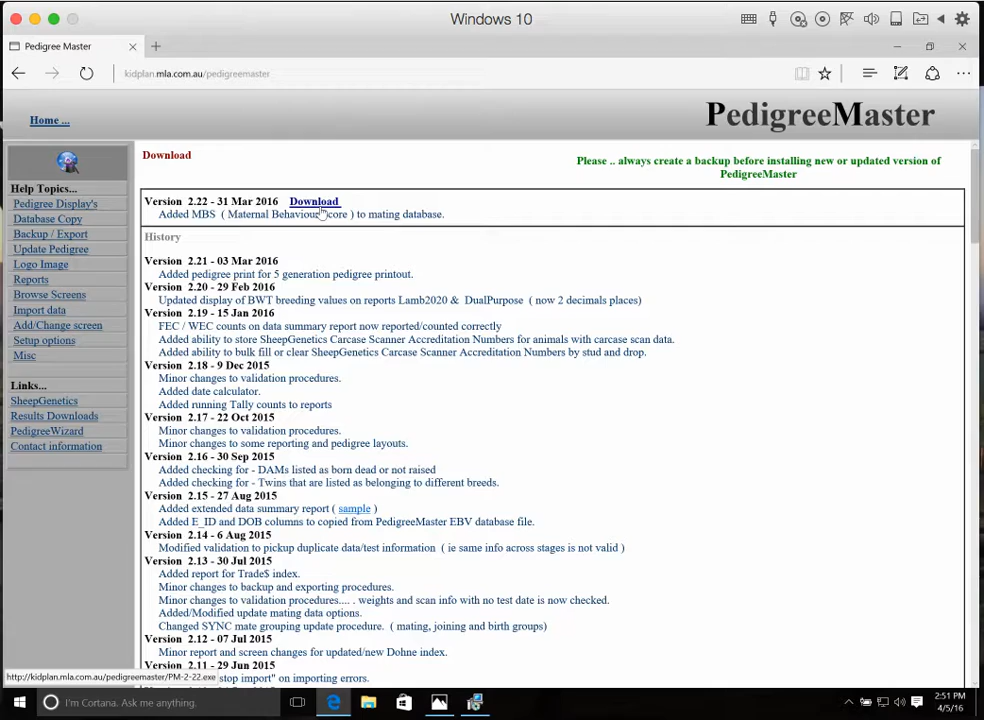 Windows 10
Pedigree Master
kidplan.mla.com.au/pedigreemaster
Home ...
PedigreeMaster
Help Topics...
Pedigree Display's
Database Copy
Backup / Export
Update Pedigree
Logo Image
Reports
Browse Screens
Import data
Add/Change screen
Setup options
Misc
Links...
SheepGenetics
Results Downloads
PedigreeWizard
Contact information
Download
Please .. always create a backup before installing new or updated version of
PedigreeMaster
Version 2.22 - 31 Mar 2016 Download
Added MBS ( Maternal Behaviour core ) to mating database.
History
Version 2.21 - 03 Mar 2016
Added pedigree print for 5 generation pedigree printout.
Version 2.20 - 29 Feb 2016
Updated display of BWT breeding values on reports Lamb2020 & DualPurpose ( now 2 decimals places)
Version 2.19 - 15 Jan 2016
FEC / WEC counts on data summary report now reported/counted correctly
Added ability to store SheepGenetics Carcase Scanner Accreditation Numbers for animals with carcase scan data.
Added ability to bulk fill or clear SheepGenetics Carcase Scanner Accreditation Numbers by stud and drop.
Version 2.18 - 9 Dec 2015
Minor changes to validation procedures.
Added date calculator.
Added running Tally counts to reports
Version 2.17 - 22 Oct 2015
Minor changes to validation procedures.
Minor changes to some reporting and pedigree layouts.
Version 2.16 - 30 Sep 2015
Added checking for - DAMs listed as born dead or not raised
Added checking for - Twins that are listed as belonging to different breeds.
Version 2.15 - 27 Aug 2015
Added extended data summary report ( sample )
Added E_ID and DOB columns to copied from PedigreeMaster EBV database file.
Version 2.14 - 6 Aug 2015
Modified validation to pickup duplicate data/test information ( ie same info across stages is not valid )
Version 2.13 - 30 Jul 2015
Added report for Trade$ index.
Minor changes to backup and exporting procedures.
Minor changes to validation procedures.... . weights and scan info with no test date is now checked.
Added/Modified update mating data options.
Changed SYNC mate grouping update procedure. ( mating, joining and birth groups)
Version 2.12 - 07 Jul 2015
Minor report and screen changes for updated/new Dohne index.
Version 2.11 - 29 Jun 2015
stop import" on importing errors.
http://kidplan.mla.com.au/pedigreemaster/PM-2-22.exe
I'm Cortana. Ask me anything.
2:51 PM
4/5/16